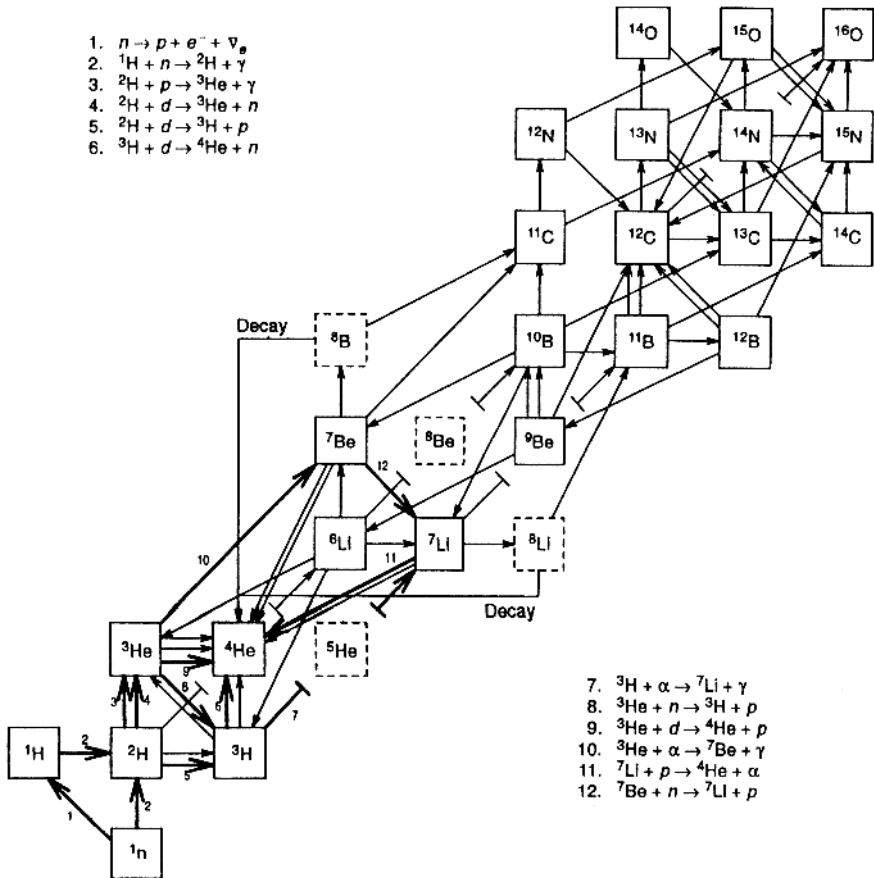 1. n → p + e⁻ + ν̅ₑ
2. ¹H + n → ²H + γ
3. ²H + p → ³He + γ
4. ²H + d → ³He + n
5. ²H + d → ³H + p
6. ³H + d → ⁴He + n
¹⁴O ¹⁵O ¹⁶O
¹²N ¹³N ¹⁴N ¹⁵N
¹¹C ¹²C ¹³C ¹⁴C
Decay
⁸B ¹⁰B ¹¹B ¹²B
⁷Be ⁸Be ⁹Be
12
⁶Li ⁷Li ⁸Li
10
11
Decay
³He ⁴He ⁵He
9
8
3 4 6 7
¹H 2 ²H ³H
5
2
1
¹n
7. ³H + α → ⁷Li + γ
8. ³He + n → ³H + p
9. ³He + d → ⁴He + p
10. ³He + α → ⁷Be + γ
11. ⁷Li + p → ⁴He + α
12. ⁷Be + n → ⁷Li + p